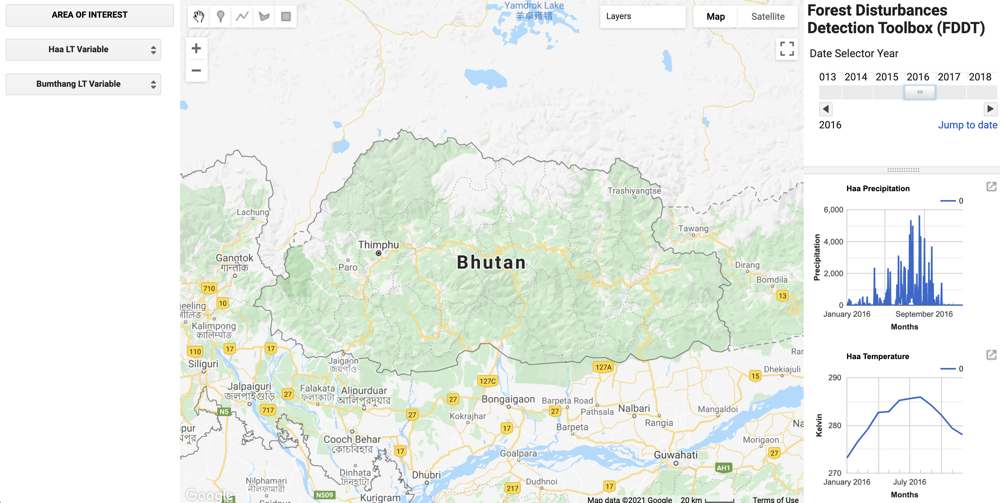 AREA OF INTEREST
Haa LT Variable
Bumthang LT Variable
Yamdrok Lake
羊卓雍错
Layers
Map
Satellite
Lachung
Gangtok
गान्तोक
710
10
Kalimpong
कालिम्पोङ
110
17
17
Siliguri
Thimphu
Paro
Bhutan
Trashiyangtse
Tawang
Dirang
Bomdila
13
Jaigaon
জয়গাঁও
127A
127C
15
Dhekiajuli
Jalpaiguri
জলপাইগুড়ি
27
Falakata
ফলাকাটা
Alipurduar
আলিপুরদুয়ার
N5
717
27
27
Bongaigaon
Barpeta Road
27
Pathsala
Nalbari
Mangaldoi
Kokrajhar
Rangia
17
Barpeta
Cooch Behar
কোচবিহার
17
Goalpara
Guwahati
Morigaon
27
AH1
Dinhata
দিনহাটা
Dhubri
Nilphamari
নীলফামারী
N509
Kurigram
217
Dudhnoi
17
Google
N5
Map data ©2021 Google
20 km
Terms of Use
Forest Disturbances
Detection Toolbox (FDDT)
Date Selector Year
013 2014 2015 2016 2017 2018
2016
Jump to date
Haa Precipitation
0
6,000
4,000
2,000
0
Precipitation
January 2016 September 2016
Months
Haa Temperature
0
290
280
270
Kelvin
January 2016 July 2016
Months